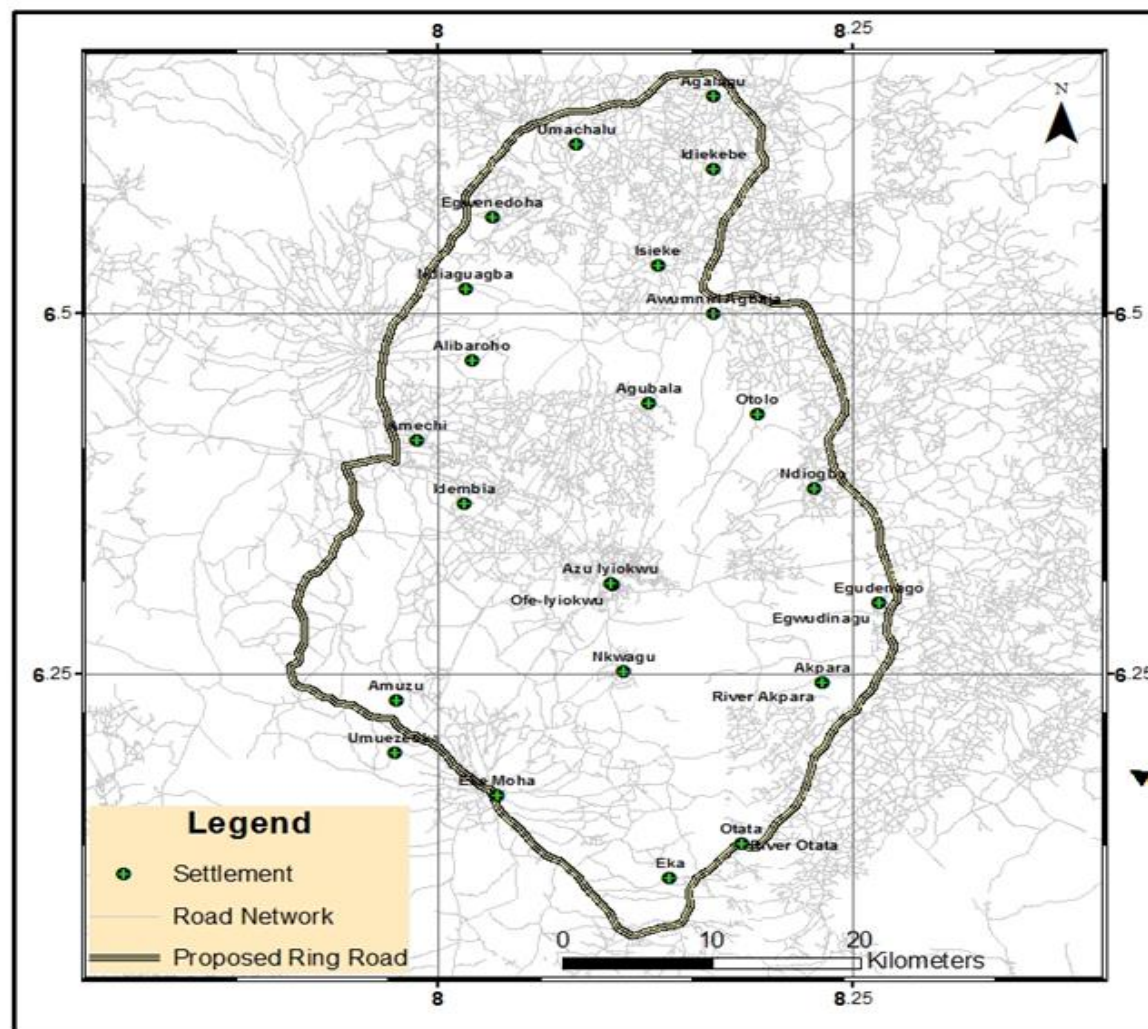 8
8.25
N
Agalagu
Umachalu
Idiekebe
Egwenedoha
Isieke
Ndiaguagba
Awumnini Agbaja
6.5
6.5
Alibaroho
Agubala
Otolo
Amechi
Ndiogbo
Idembia
Azu Iyiokwu
Egudenago
Ofe-Iyiokwu
Egwudinagu
Nkwagu
6.25
Akpara
6.25
Amuzu
River Akpara
Eke Moha
Legend
Otata
River Otata
Settlement
Eka
Road Network
0 10 20
Proposed Ring Road
Kilometers
8
8.25